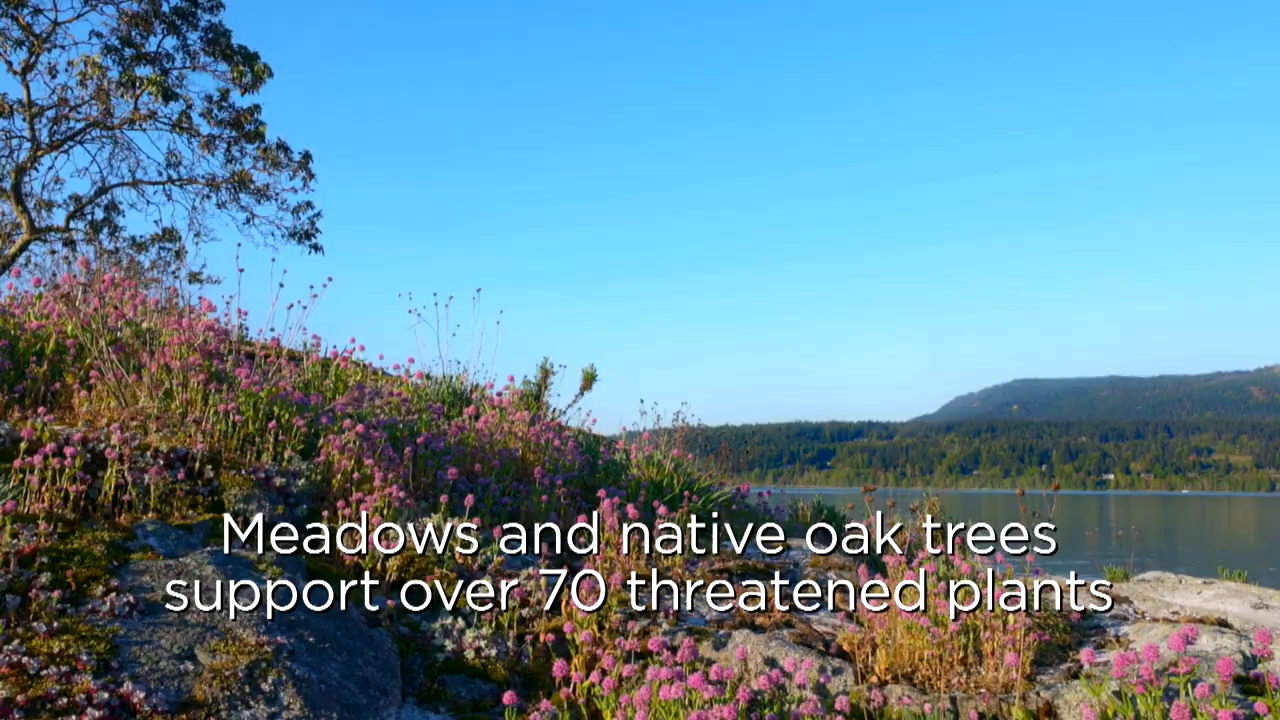 Meadows and native oak trees
support over 70 threatened plants